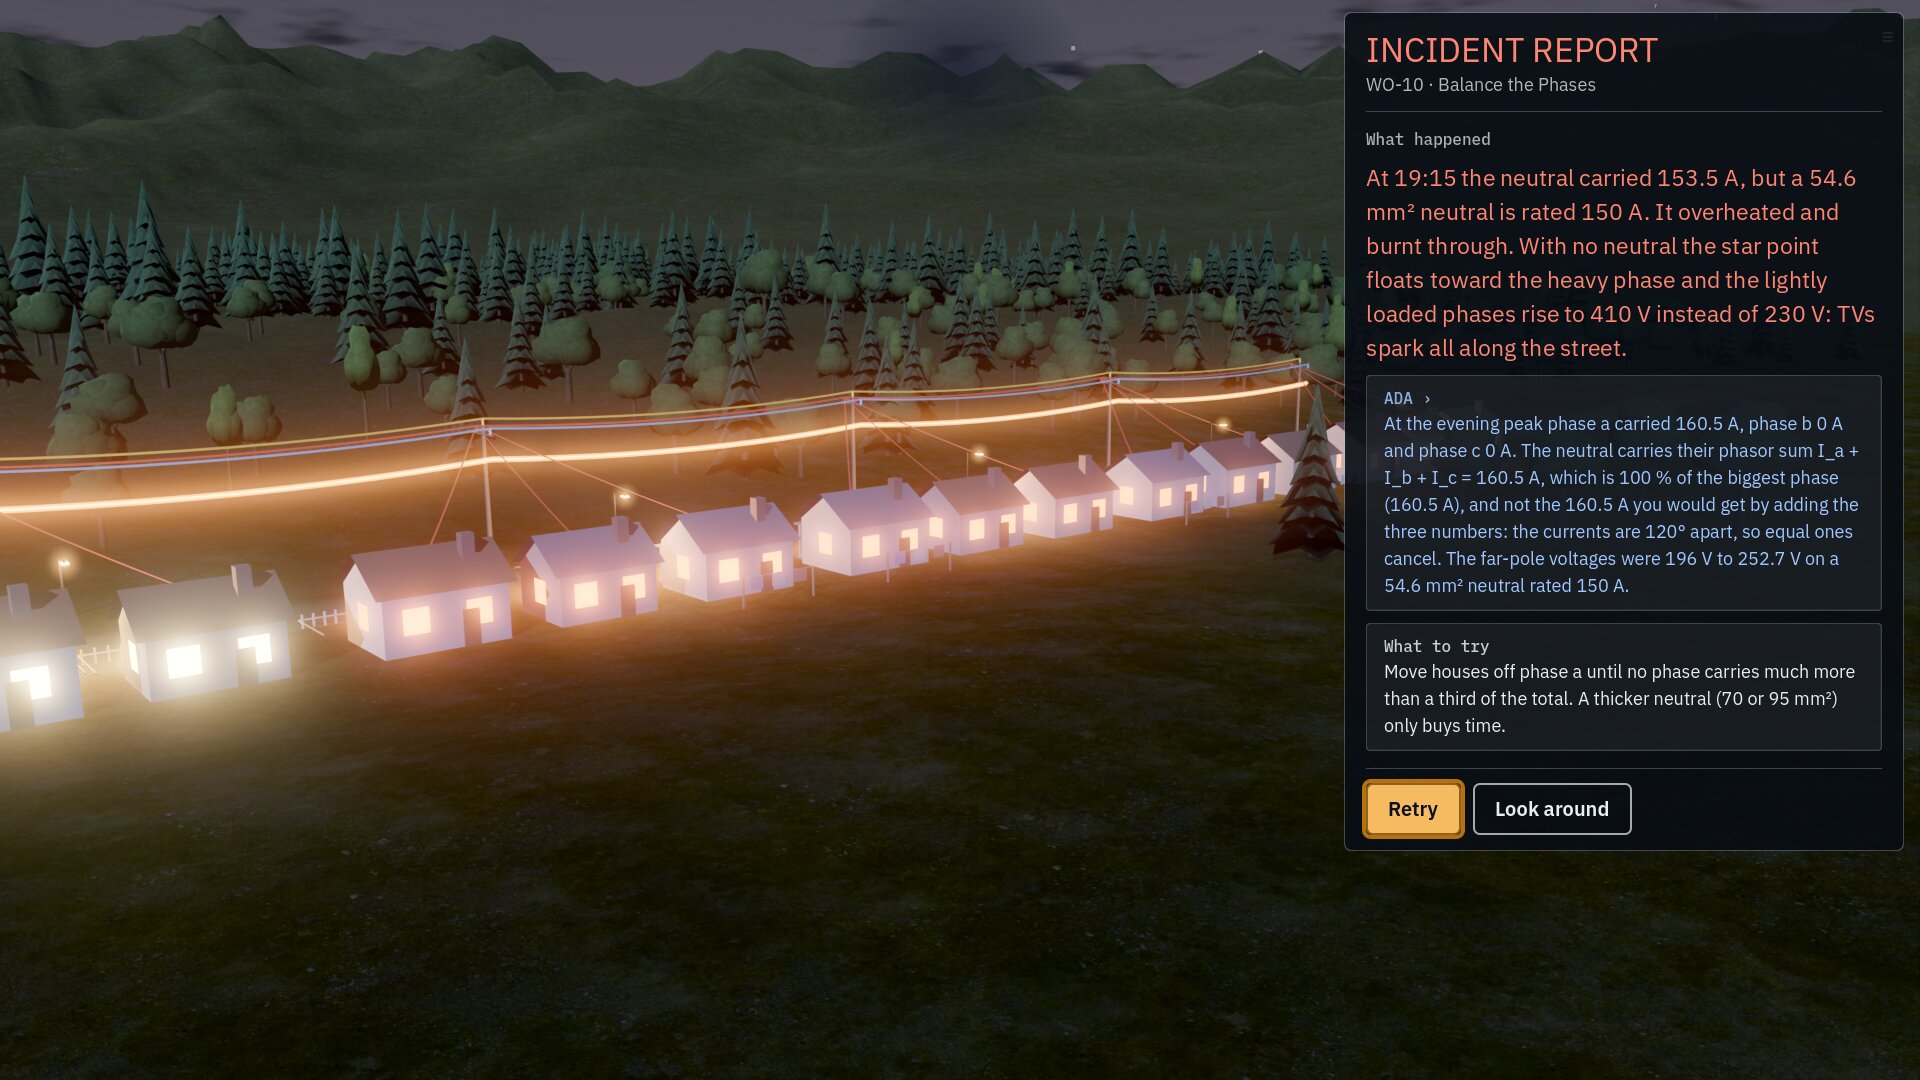 INCIDENT REPORT
WO-10 · Balance the Phases
What happened
At 19:15 the neutral carried 153.5 A, but a 54.6
mm² neutral is rated 150 A. It overheated and
burnt through. With no neutral the star point
floats toward the heavy phase and the lightly
loaded phases rise to 410 V instead of 230 V: TVs
spark all along the street.
ADA ›
At the evening peak phase a carried 160.5 A, phase b 0 A
and phase c 0 A. The neutral carries their phasor sum I_a +
I_b + I_c = 160.5 A, which is 100 % of the biggest phase
(160.5 A), and not the 160.5 A you would get by adding the
three numbers: the currents are 120° apart, so equal ones
cancel. The far-pole voltages were 196 V to 252.7 V on a
54.6 mm² neutral rated 150 A.
What to try
Move houses off phase a until no phase carries much more
than a third of the total. A thicker neutral (70 or 95 mm²)
only buys time.
Retry
Look around